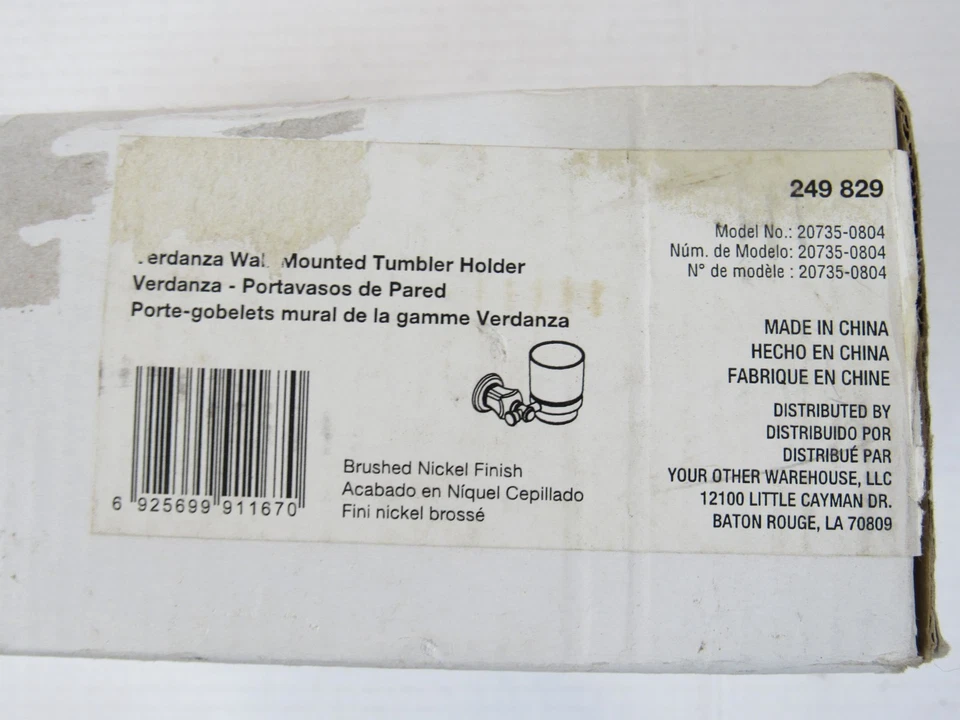 249 829
Model No.: 20735-0804
Núm. de Modelo: 20735-0804
N° de modèle : 20735-0804
erdanza Wal Mounted Tumbler Holder
Verdanza - Portavasos de Pared
Porte-gobelets mural de la gamme Verdanza
MADE IN CHINA
HECHO EN CHINA
FABRIQUE EN CHINE
DISTRIBUTED BY
DISTRIBUIDO POR
DISTRIBUÉ PAR
YOUR OTHER WAREHOUSE, LLC
12100 LITTLE CAYMAN DR.
BATON ROUGE, LA 70809
Brushed Nickel Finish
Acabado en Níquel Cepillado
Fini nickel brossé
6 925699 911670